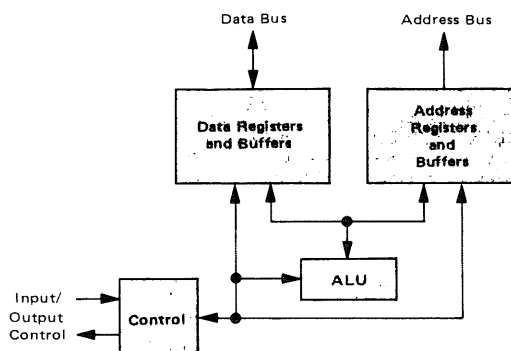 Data Bus
Address Bus
Data Registers
and Buffers
Address
Registers
and
Buffers
ALU
Input/
Output
Control
Control